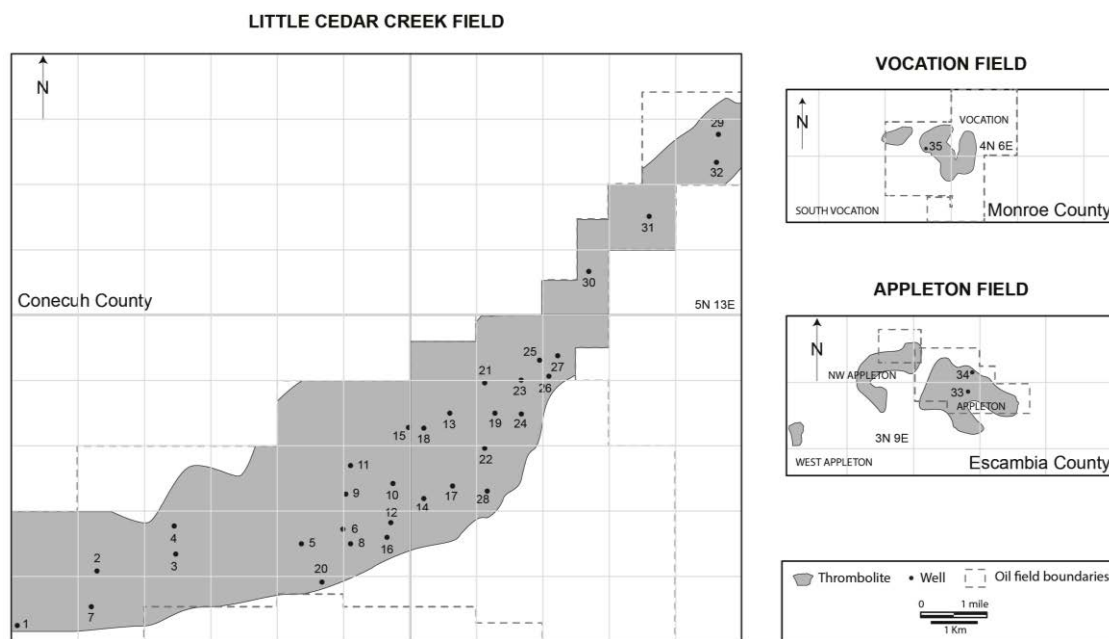 LITTLE CEDAR CREEK FIELD
N
Conecuh County
5N 13E
29
32
31
30
25
27
26
21
23
13
19
24
15
18
22
11
9
10
17
28
14
12
6
16
5
8
4
3
2
20
7
1
VOCATION FIELD
N
VOCATION
35
4N 6E
SOUTH VOCATION
Monroe County
APPLETON FIELD
N
NW APPLETON
34
33
APPLETON
3N 9E
WEST APPLETON
Escambia County
Thrombolite
Well
Oil field boundaries
0 1 mile
1 Km